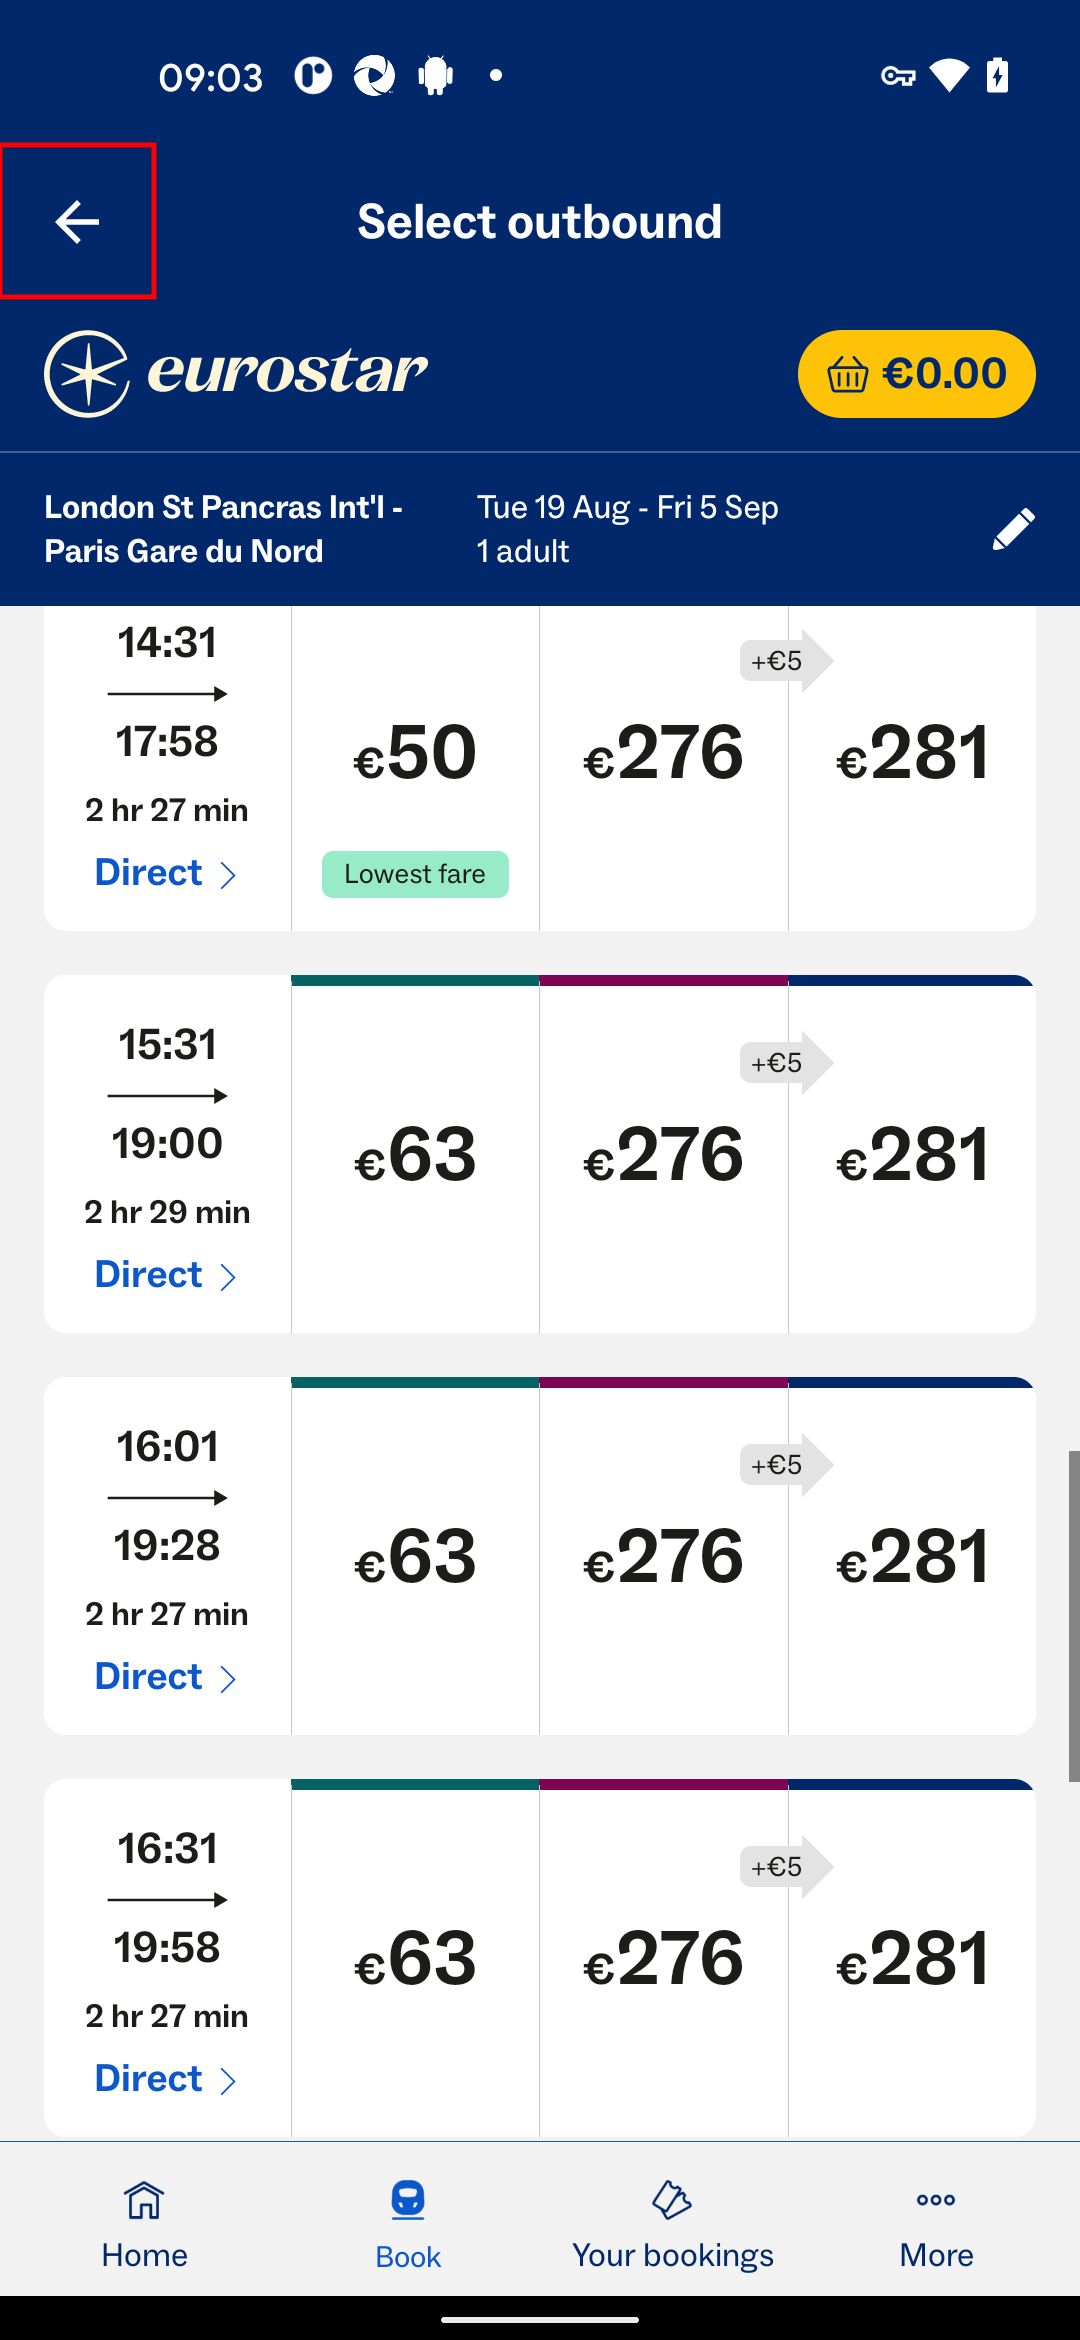 09:03
Select outbound
eurostar
€0.00
London St Pancras Int'l -
Paris Gare du Nord
Tue 19 Aug - Fri 5 Sep
1 adult
14:31
17:58
2 hr 27 min
Direct
€50
Lowest fare
€276
+€5
€281
15:31
19:00
2 hr 29 min
Direct
€63
€276
+€5
€281
16:01
19:28
2 hr 27 min
Direct
€63
€276
+€5
€281
16:31
19:58
2 hr 27 min
Direct
€63
€276
+€5
€281
Home
Book
Your bookings
More